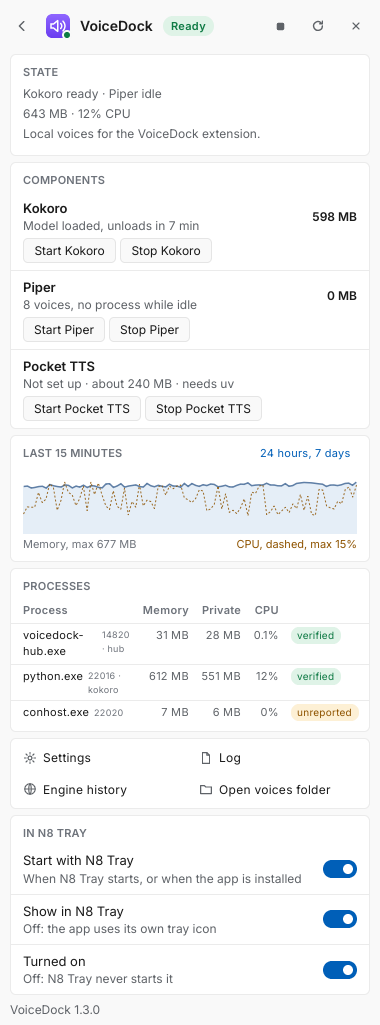 VoiceDock Ready
STATE
Kokoro ready · Piper idle
643 MB · 12% CPU
Local voices for the VoiceDock extension.
COMPONENTS
Kokoro
Model loaded, unloads in 7 min
598 MB
Start Kokoro Stop Kokoro
Piper
8 voices, no process while idle
0 MB
Start Piper Stop Piper
Pocket TTS
Not set up · about 240 MB · needs uv
Start Pocket TTS Stop Pocket TTS
LAST 15 MINUTES 24 hours, 7 days
Memory, max 677 MB CPU, dashed, max 15%
PROCESSES
Process Memory Private CPU
voicedock-hub.exe 14820 · hub 31 MB 28 MB 0.1% verified
python.exe 22016 · kokoro 612 MB 551 MB 12% verified
conhost.exe 22020 7 MB 6 MB 0% unreported
Settings Log
Engine history Open voices folder
IN N8 TRAY
Start with N8 Tray
When N8 Tray starts, or when the app is installed
Show in N8 Tray
Off: the app uses its own tray icon
Turned on
Off: N8 Tray never starts it
VoiceDock 1.3.0